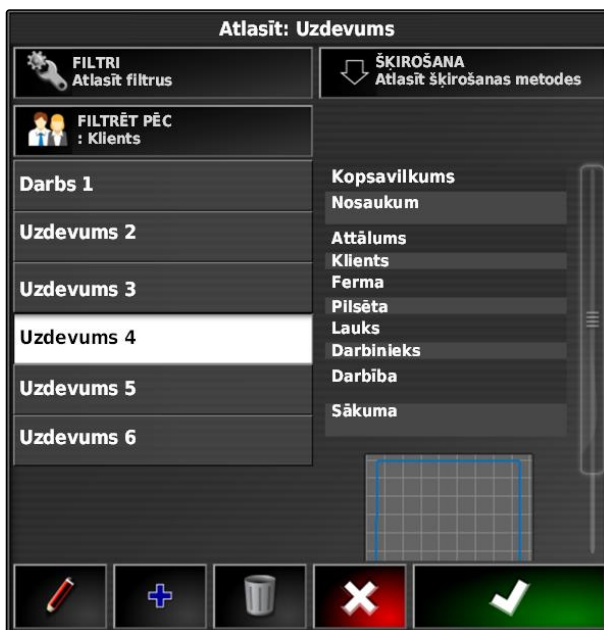 Atlasīt: Uzdevums
FILTRI
Atlasīt filtrus
ŠĶIROŠANA
Atlasīt šķirošanas metodes
FILTRĒT PĒC
: Klients
Darbs 1
Uzdevums 2
Uzdevums 3
Uzdevums 4
Uzdevums 5
Uzdevums 6
Kopsavilkums
Nosaukum
Attālums
Klients
Ferma
Pilsēta
Lauks
Darbinieks
Darbība
Sākuma